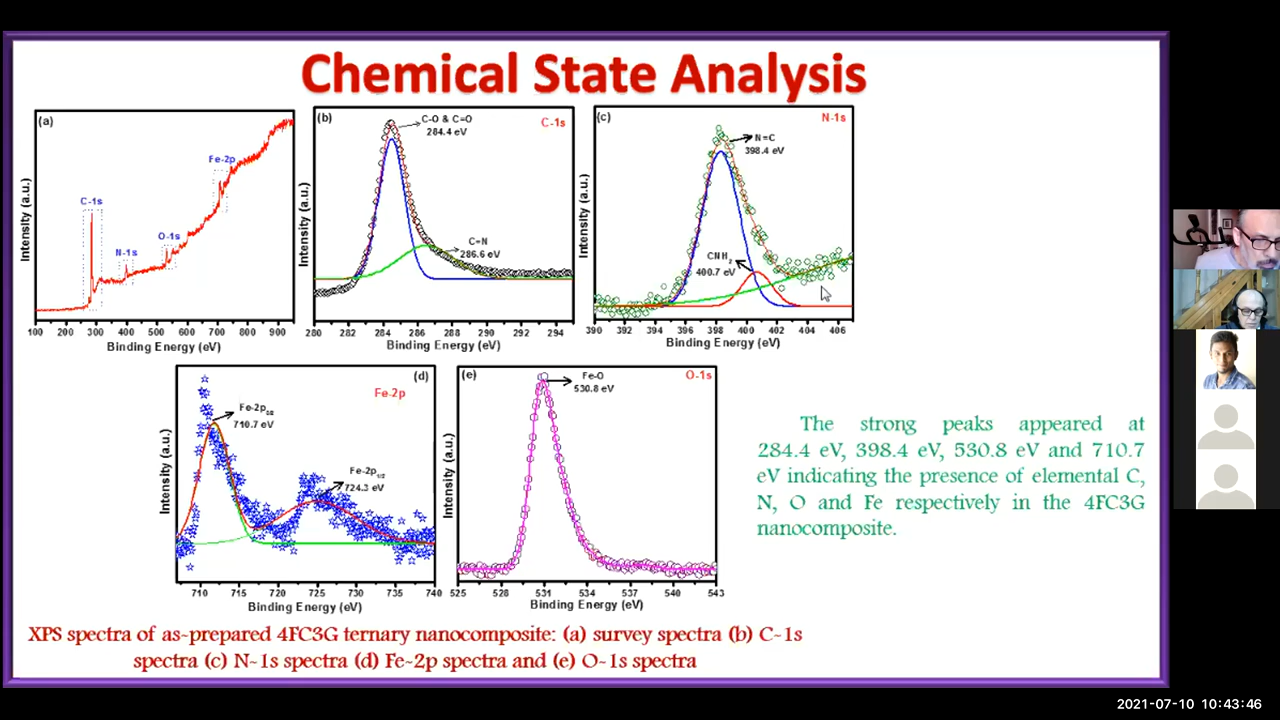 Chemical State Analysis
(a)
Fe-2p
C-1s
N-1s
O-1s
Intensity (a.u.)
100 200 300 400 500 600 700 800 900
Binding Energy (eV)
(b)
C-1s
C-O & C=O
284.4 eV
C=N
286.6 eV
Intensity (a.u.)
280 282 284 286 288 290 292 294
Binding Energy (eV)
(c)
N-1s
N=C
398.4 eV
CNH2
400.7 eV
Intensity (a.u.)
390 392 394 396 398 400 402 404 406
Binding Energy (eV)
(d)
Fe-2p
Fe-2p3/2
710.7 eV
Fe-2p1/2
724.3 eV
Intensity (a.u.)
710 715 720 725 730 735 740
Binding Energy (eV)
(e)
O-1s
Fe-O
530.8 eV
Intensity (a.u.)
525 528 531 534 537 540 543
Binding Energy (eV)
The strong peaks appeared at
284.4 eV, 398.4 eV, 530.8 eV and 710.7
eV indicating the presence of elemental C,
N, O and Fe respectively in the 4FC3G
nanocomposite.
XPS spectra of as-prepared 4FC3G ternary nanocomposite: (a) survey spectra (b) C-1s
spectra (c) N-1s spectra (d) Fe-2p spectra and (e) O-1s spectra
2021-07-10 10:43:46